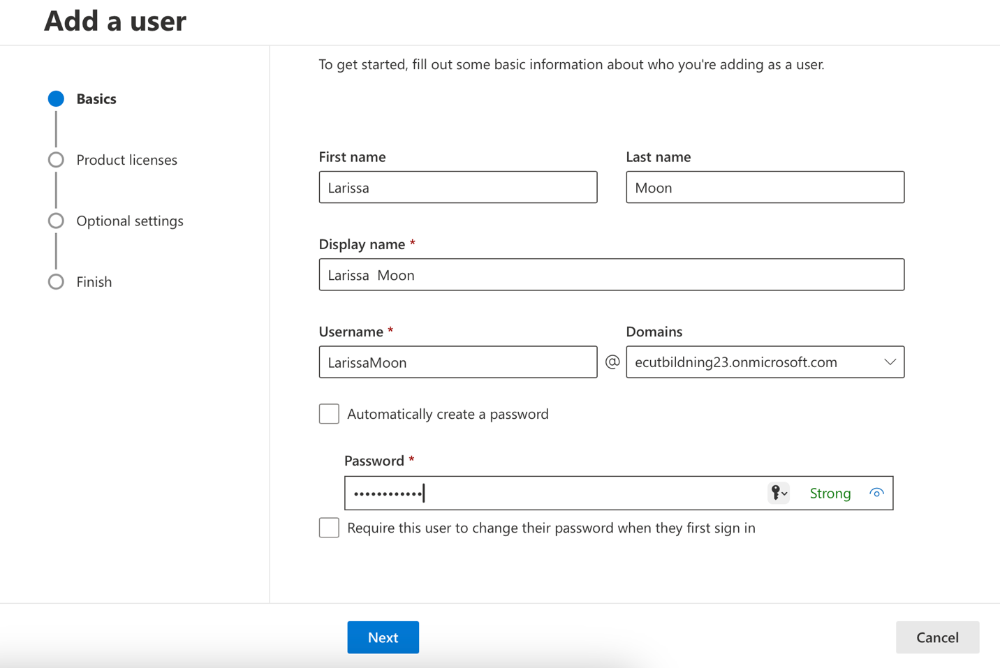 Add a user
To get started, fill out some basic information about who you're adding as a user.
Basics
Product licenses
Optional settings
Finish
First name
Last name
Larissa
Moon
Display name *
Larissa  Moon
Username *
Domains
LarissaMoon
@
ecutbildning23.onmicrosoft.com
Automatically create a password
Password *
••••••••••••
Strong
Require this user to change their password when they first sign in
Next
Cancel